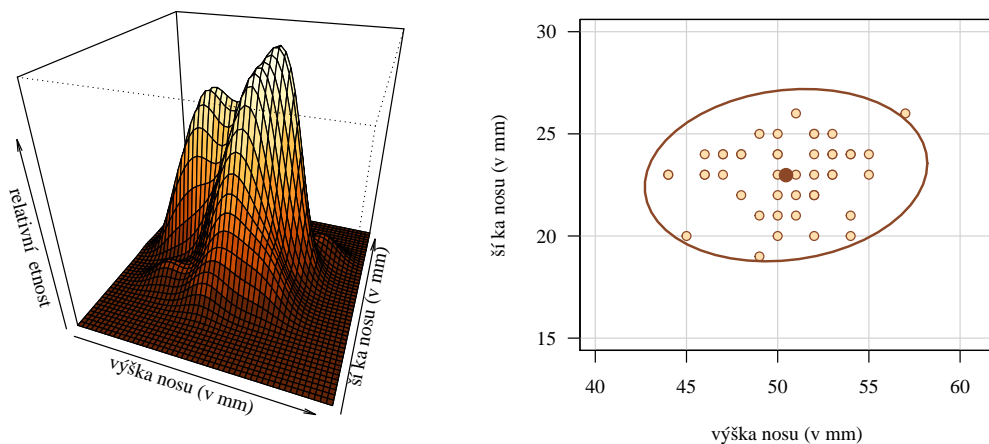 relativní  etnost
výška nosu (v mm)
ší ka nosu (v mm)
ší ka nosu (v mm)
30
25
20
15
40
45
50
55
60
výška nosu (v mm)